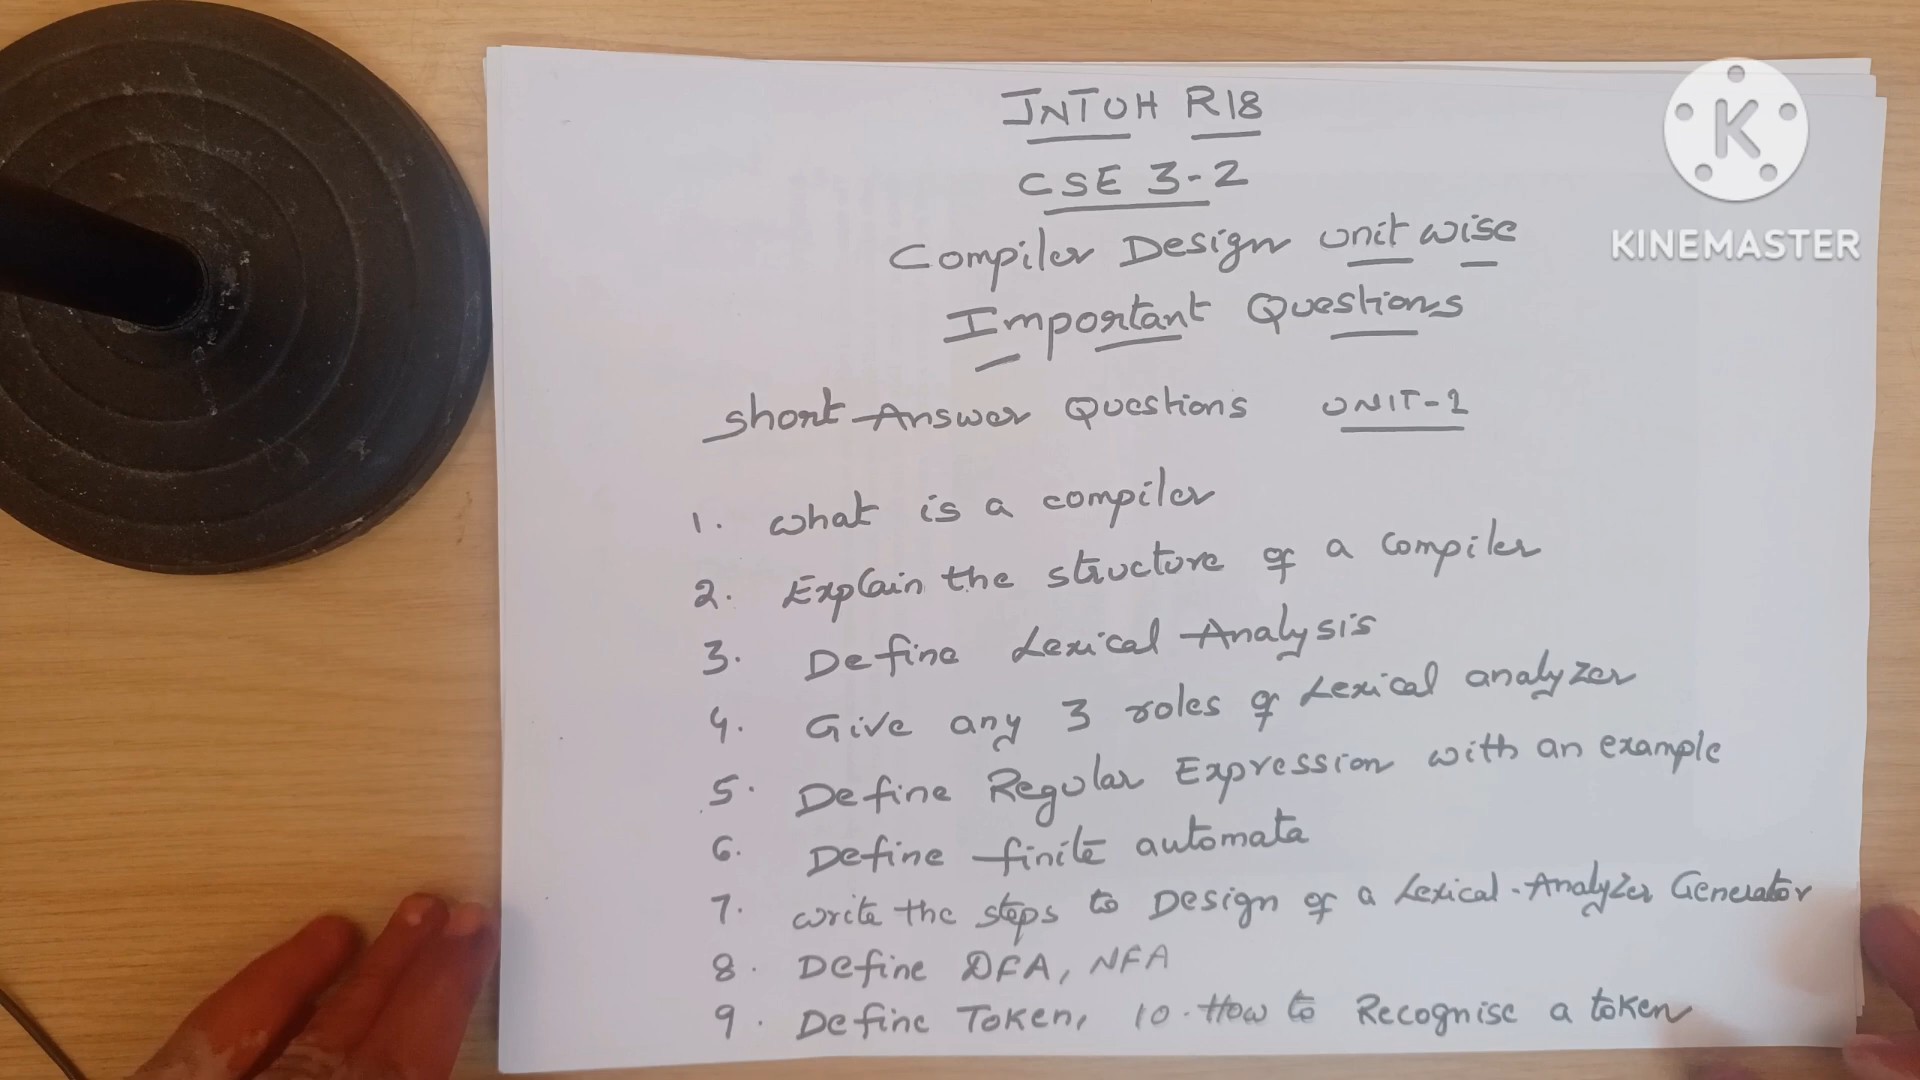 JNTUH R18
CSE 3-2
Compiler Design unit wise
Important Questions
short Answer Questions UNIT-1
1. what is a compiler
2. Explain the structure of a compiler
3. Define Lexical Analysis
4. Give any 3 roles of Lexical analyzer
5. Define Regular Expression with an example
6. Define finite automata
7. write the steps to Design of a Lexical-Analyzer Generator
8. Define DFA, NFA
9. Define Token, 10. How to Recognise a token
K
KINEMASTER